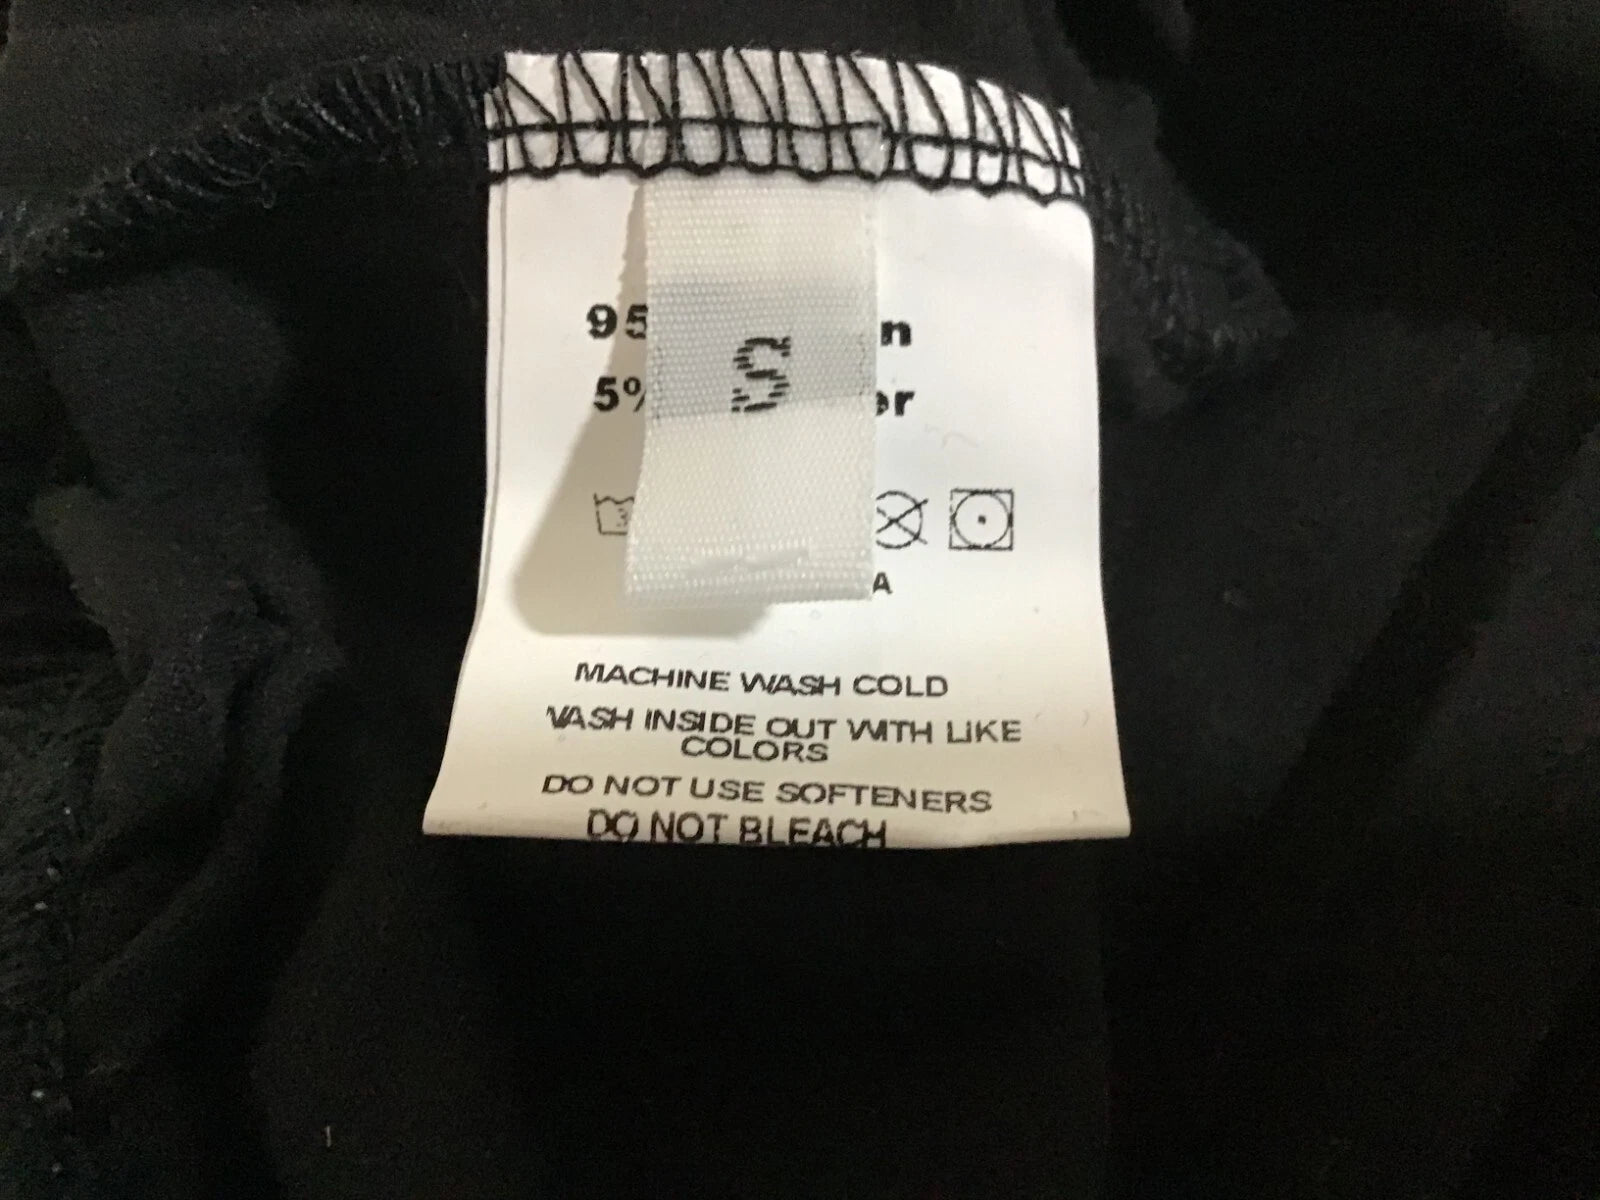 95
S
n
5%
er
A
MACHINE WASH COLD
WASH INSIDE OUT WITH LIKE
COLORS
DO NOT USE SOFTENERS
DO NOT BLEACH